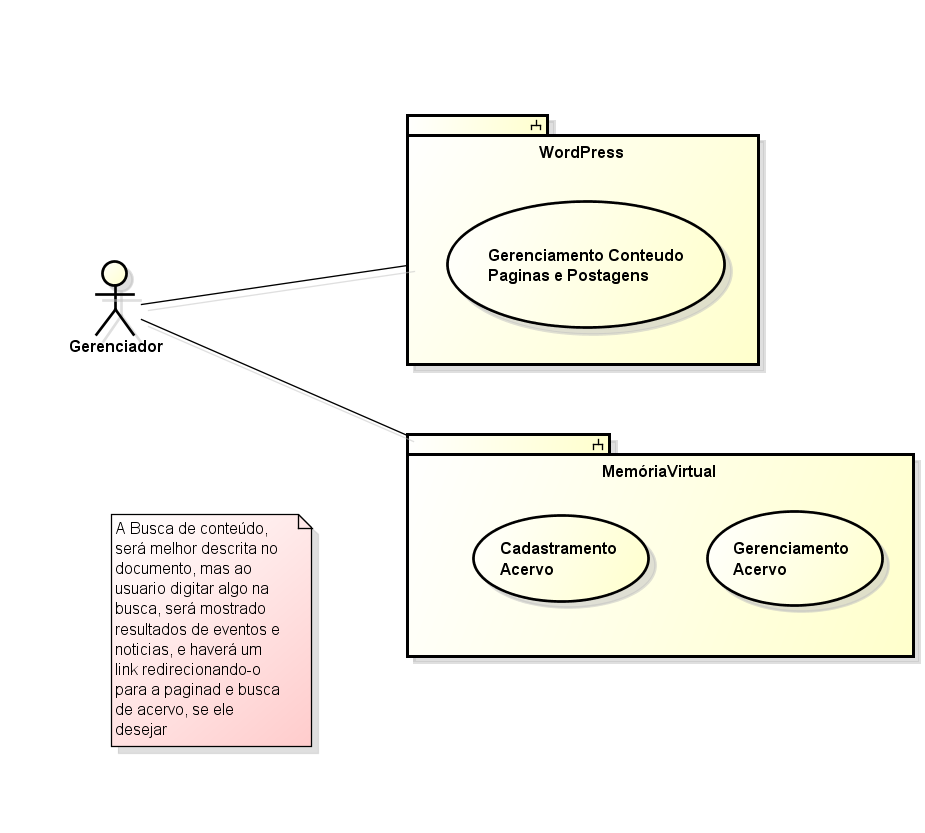 WordPress
Gerenciamento Conteudo
Paginas e Postagens
Gerenciador
MemóriaVirtual
Cadastramento
Acervo
Gerenciamento
Acervo
A Busca de conteúdo,
será melhor descrita no
documento, mas ao
usuario digitar algo na
busca, será mostrado
resultados de eventos e
noticias, e haverá um
link redirecionando-o
para a paginad e busca
de acervo, se ele
desejar